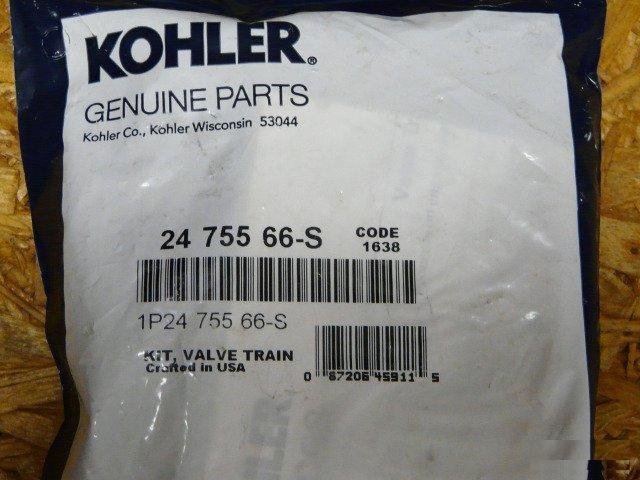 KOHLER®
GENUINE PARTS
Kohler Co., Kohler Wisconsin 53044
24 755 66-S
CODE
1638
1P24 755 66-S
KIT, VALVE TRAIN
Crafted in USA
0 87206 45911 5
KOHLER